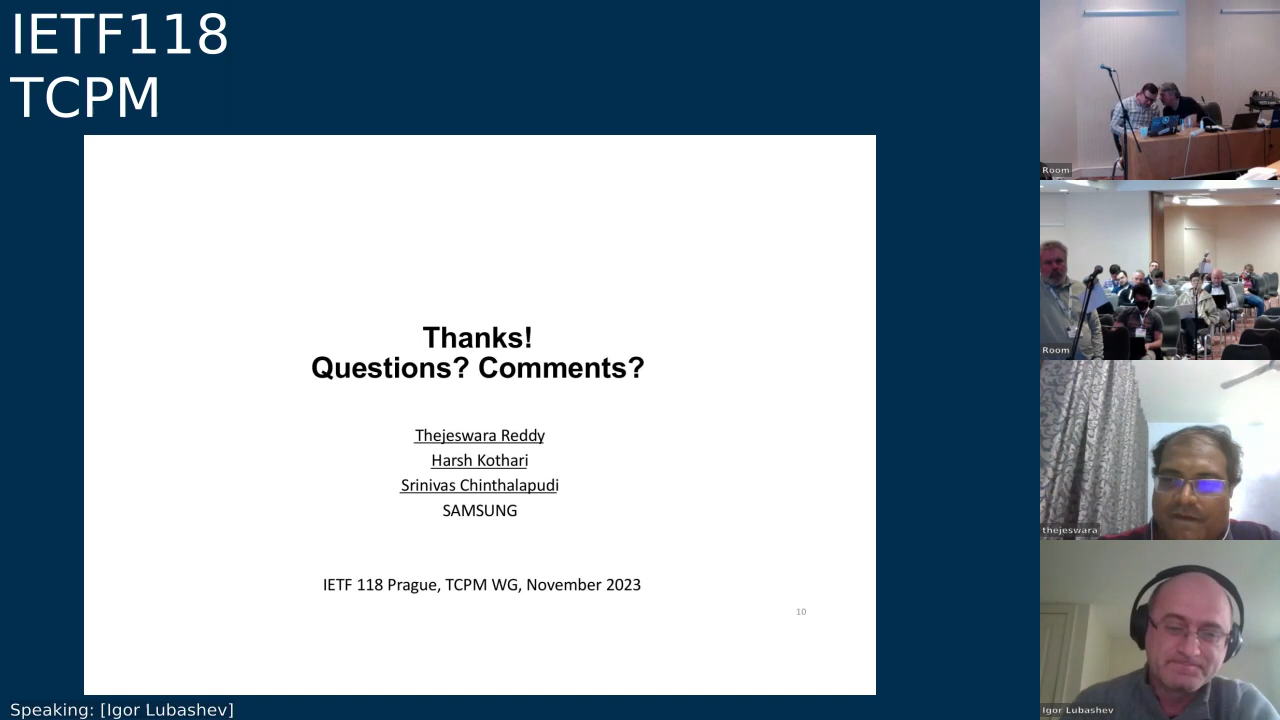 IETF118
TCPM
Thanks!
Questions? Comments?
Thejeswara Reddy
Harsh Kothari
Srinivas Chinthalapudi
SAMSUNG
IETF 118 Prague, TCPM WG, November 2023
10
Speaking: [Igor Lubashev]
Room
Room
thejeswara
Igor Lubashev